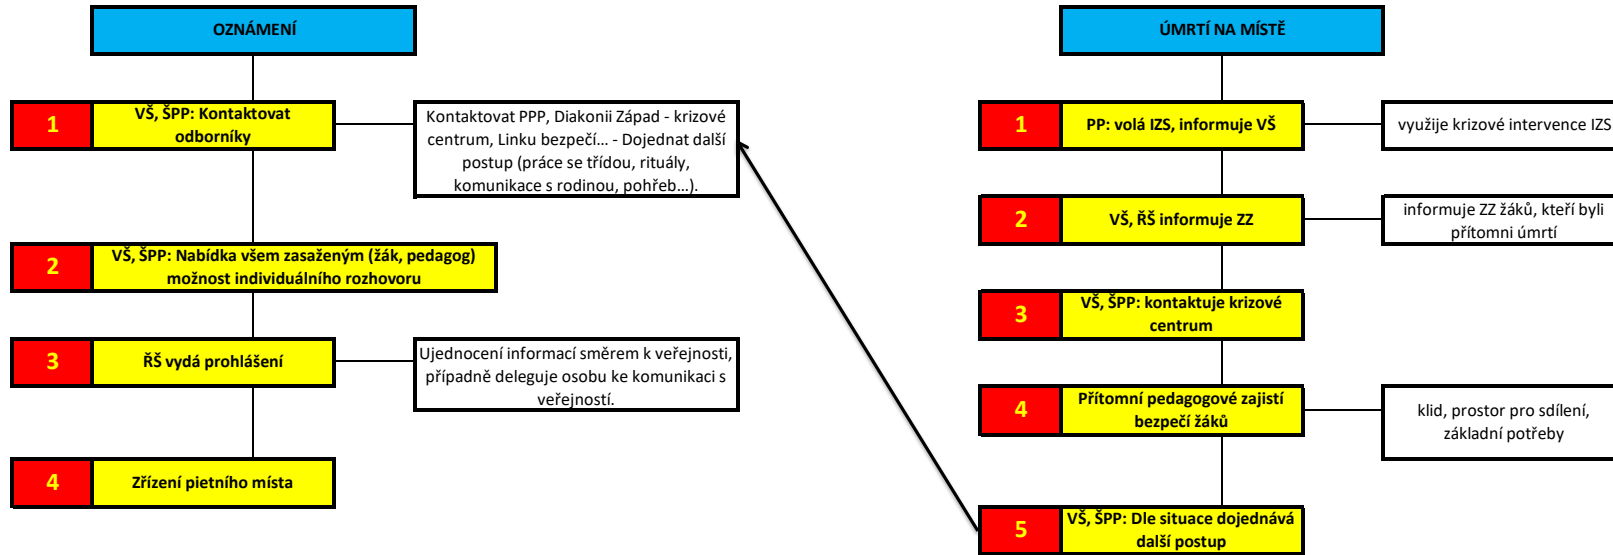 OZNÁMENÍ
1
VŠ, ŠPP: Kontaktovat
odborníky
Kontaktovat PPP, Diakonii Západ - krizové
centrum, Linku bezpečí... - Dojednat další
postup (práce se třídou, rituály,
komunikace s rodinou, pohřeb...).
2
VŠ, ŠPP: Nabídka všem zasaženým (žák, pedagog)
možnost individuálního rozhovoru
3
ŘŠ vydá prohlášení
Ujednocení informací směrem k veřejnosti,
případně deleguje osobu ke komunikaci s
veřejností.
4
Zřízení pietního místa
ÚMRTÍ NA MÍSTĚ
1
PP: volá IZS, informuje VŠ
využije krizové intervence IZS
2
VŠ, ŘŠ informuje ZZ
informuje ZZ žáků, kteří byli
přítomni úmrtí
3
VŠ, ŠPP: kontaktuje krizové
centrum
4
Přítomní pedagogové zajistí
bezpečí žáků
klid, prostor pro sdílení,
základní potřeby
5
VŠ, ŠPP: Dle situace dojednává
další postup